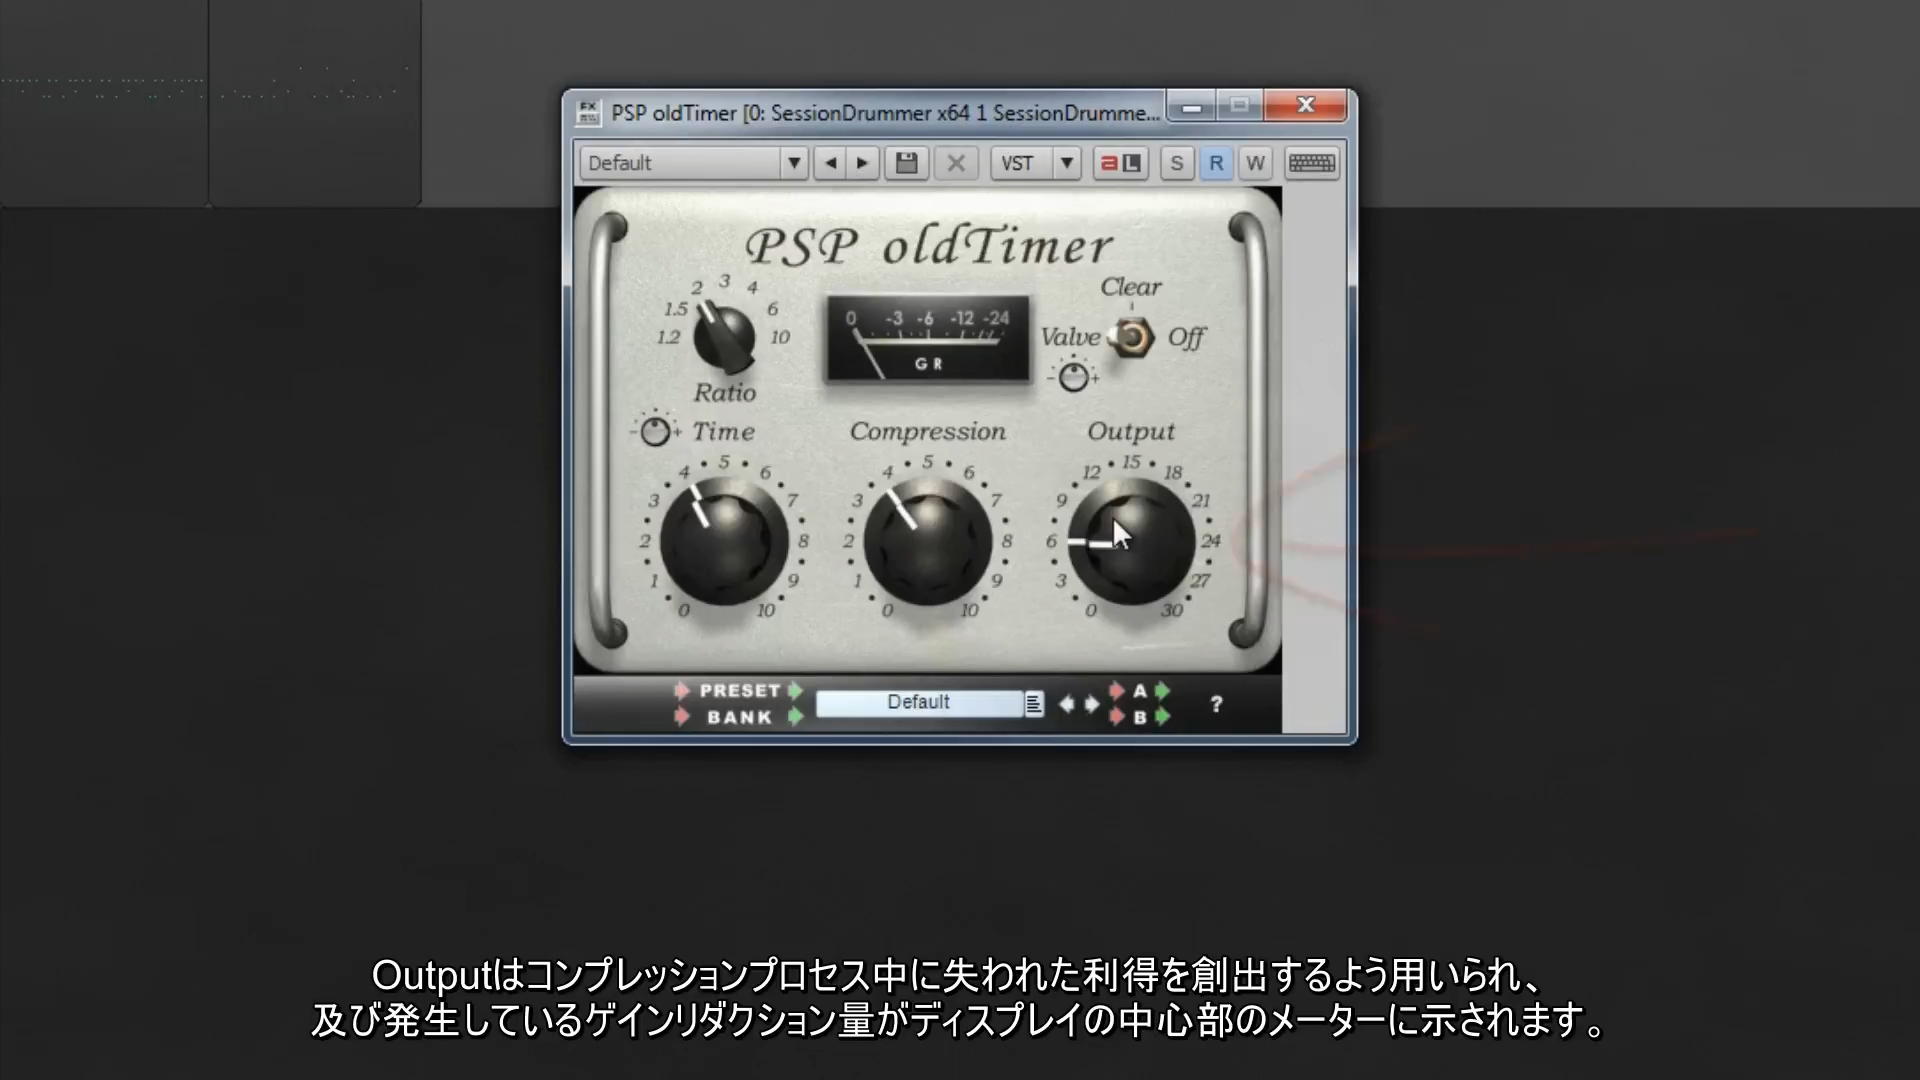 FX
PSP oldTimer [0: SessionDrummer x64 1 SessionDrumme...
Default VST aL S R W
PSP oldTimer
1.2 1.5 2 3 4 6 10
Ratio
0 -3 -6 -12 -24
GR
Clear
Valve Off
- +
- + Time
Compression
Output
0 1 2 3 4 5 6 7 8 9 10
0 1 2 3 4 5 6 7 8 9 10
0 3 6 9 12 15 18 21 24 27 30
PRESET
BANK
Default
A
B
?
Outputはコンプレッションプロセス中に失われた利得を創出するよう用いられ、
及び発生しているゲインリダクション量がディスプレイの中心部のメーターに示されます。